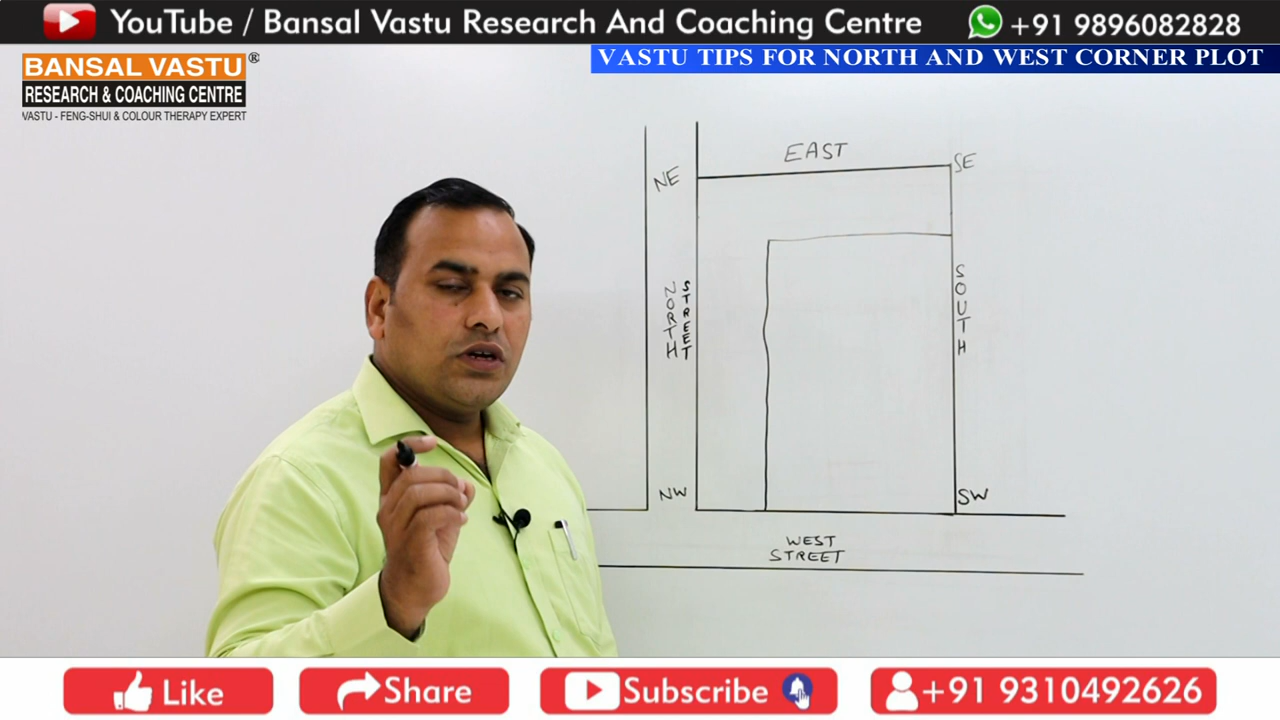 YouTube / Bansal Vastu Research And Coaching Centre
+91 9896082828
BANSAL VASTU ®
RESEARCH & COACHING CENTRE
VASTU - FENG-SHUI & COLOUR THERAPY EXPERT
VASTU TIPS FOR NORTH AND WEST CORNER PLOT
EAST
NE
SE
NORTH
STREET
SOUTH
NW
SW
WEST
STREET
Like
Share
Subscribe
+91 9310492626